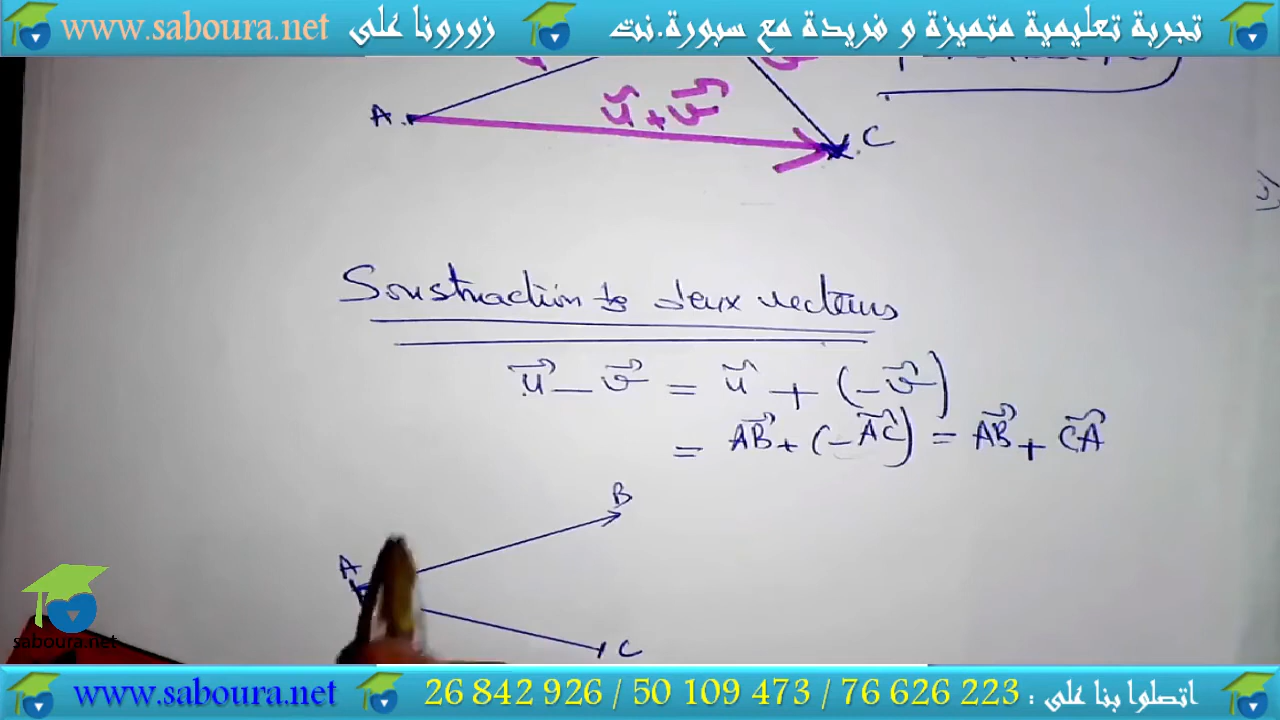 www.saboura.net تجربة تعليمية متميزة و فريدة مع سبورة.نت زورونا على
A
u⃗ + v⃗
C
Soustraction de deux vecteurs
u⃗ - v⃗ = u⃗ + (-v⃗)
= AB⃗ + (-AC⃗) = AB⃗ + CA⃗
B
A
C
saboura.net
www.saboura.net 26 842 926 / 50 109 473 / 76 626 223 : اتصلوا بنا على